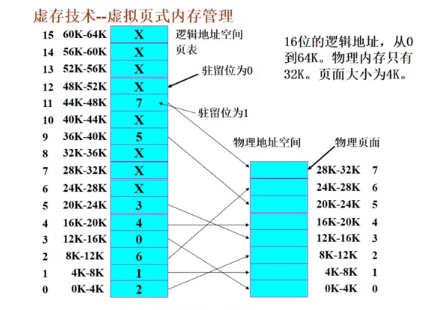 虚存技术--虚拟页式内存管理
15 60K-64K X
14 56K-60K X
13 52K-56K X
12 48K-52K X
11 44K-48K 7
10 40K-44K X
9 36K-40K 5
8 32K-36K X
7 28K-32K X
6 24K-28K X
5 20K-24K 3
4 16K-20K 4
3 12K-16K 0
2 8K-12K 6
1 4K-8K 1
0 0K-4K 2
逻辑地址空间
页表
驻留位为0
驻留位为1
16位的逻辑地址，从0
到64K。物理内存只有
32K。页面大小为4K。
物理地址空间
物理页面
28K-32K 7
24K-28K 6
20K-24K 5
16K-20K 4
12K-16K 3
8K-12K 2
4K-8K 1
0K-4K 0